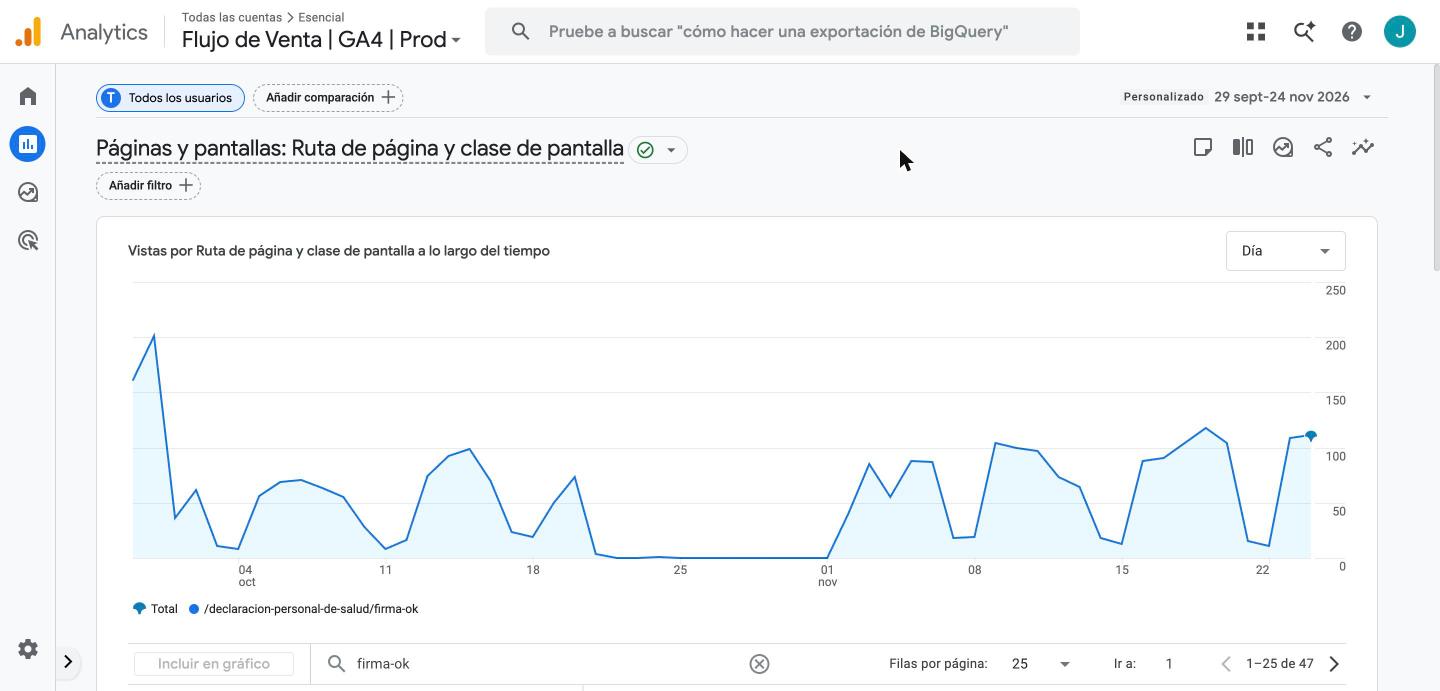 Analytics
Todas las cuentas > Esencial
Flujo de Venta | GA4 | Prod
Pruebe a buscar "cómo hacer una exportación de BigQuery"
J
T Todos los usuarios
Añadir comparación
Personalizado 29 sept-24 nov 2026
Páginas y pantallas: Ruta de página y clase de pantalla
Añadir filtro
Vistas por Ruta de página y clase de pantalla a lo largo del tiempo
Día
250
200
150
100
50
0
04 oct
11
18
25
01 nov
08
15
22
Total
/declaracion-personal-de-salud/firma-ok
Incluir en gráfico
firma-ok
Filas por página: 25
Ir a: 1
1–25 de 47